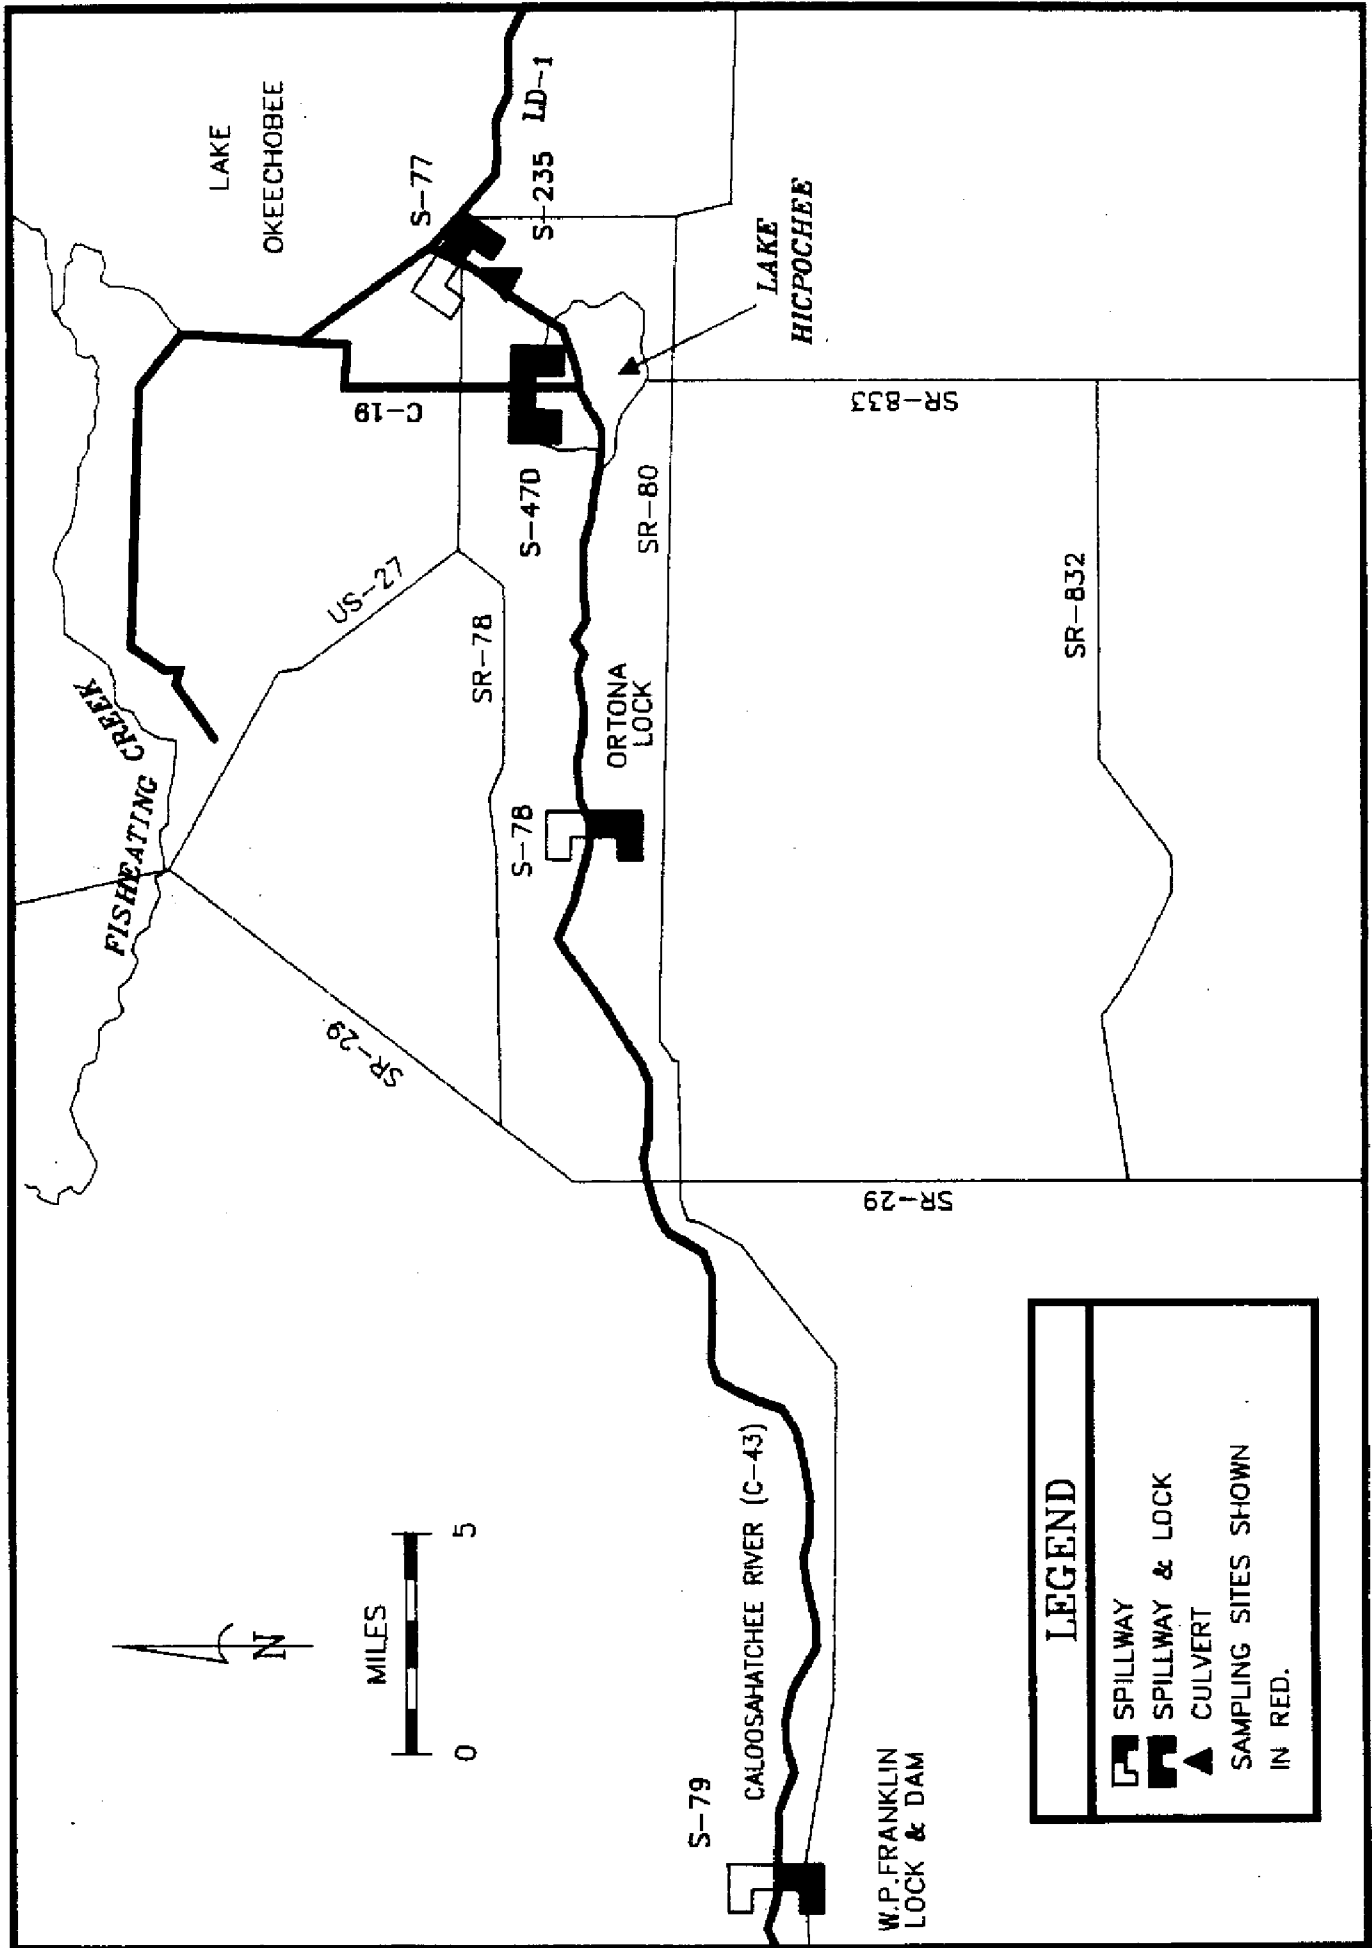 LAKE
OKEECHOBEE
S-77
S-235
LD-1
LAKE
HICPOCHEE
C-19
S-47D
SR-833
SR-80
US-27
SR-78
ORTONA
LOCK
SR-832
FISHEATING CREEK
S-78
SR-29
SR-29
N
MILES
0 5
CALOOSAHATCHEE RIVER (C-43)
S-79
W.P.FRANKLIN
LOCK & DAM
LEGEND
SPILLWAY
SPILLWAY & LOCK
CULVERT
SAMPLING SITES SHOWN
IN RED.